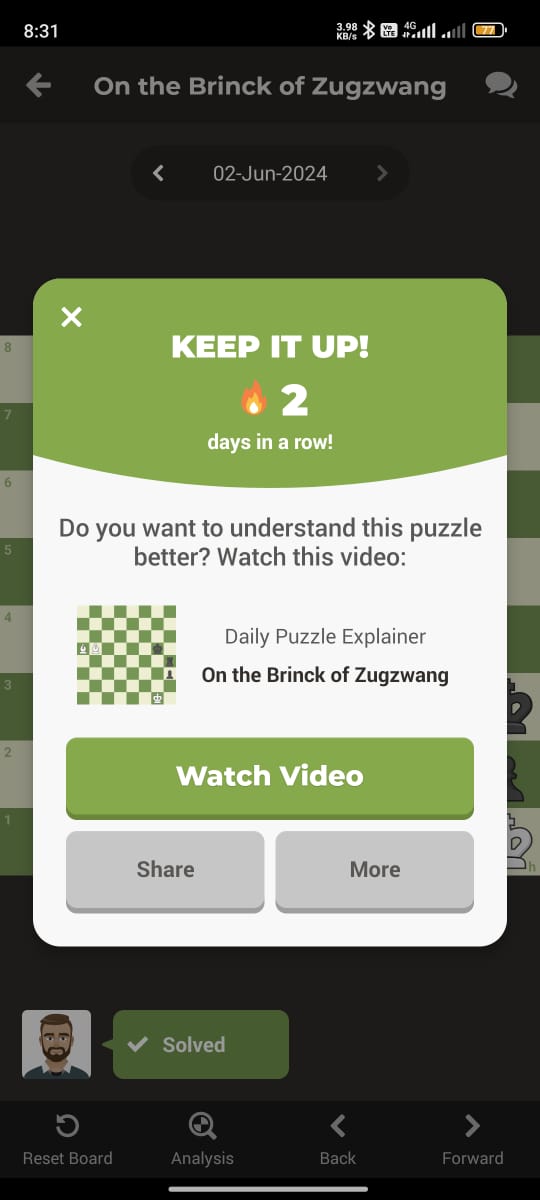 8:31
3.98
KB/s
Vo
LTE
4G
77
On the Brinck of Zugzwang
02-Jun-2024
8
7
6
5
4
3
2
1
h
KEEP IT UP!
2
days in a row!
Do you want to understand this puzzle
better? Watch this video:
Daily Puzzle Explainer
On the Brinck of Zugzwang
Watch Video
Share
More
Solved
Reset Board
Analysis
Back
Forward